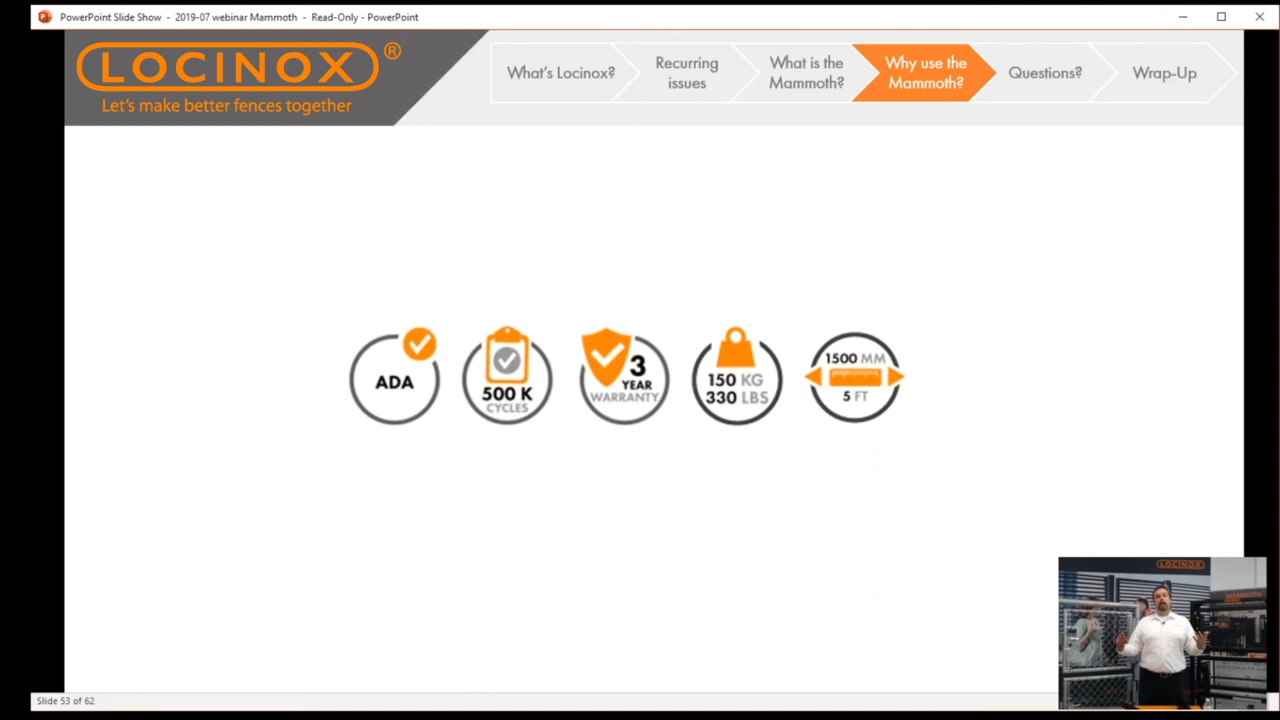 PowerPoint Slide Show - 2019-07 webinar Mammoth - Read-Only - PowerPoint
LOCINOX®
Let's make better fences together
What's Locinox?
Recurring
issues
What is the
Mammoth?
Why use the
Mammoth?
Questions?
Wrap-Up
ADA
500 K
CYCLES
3
YEAR
WARRANTY
150 KG
330 LBS
1500 MM
5 FT
LOCINOX
MAMMOTH
Slide 53 of 62